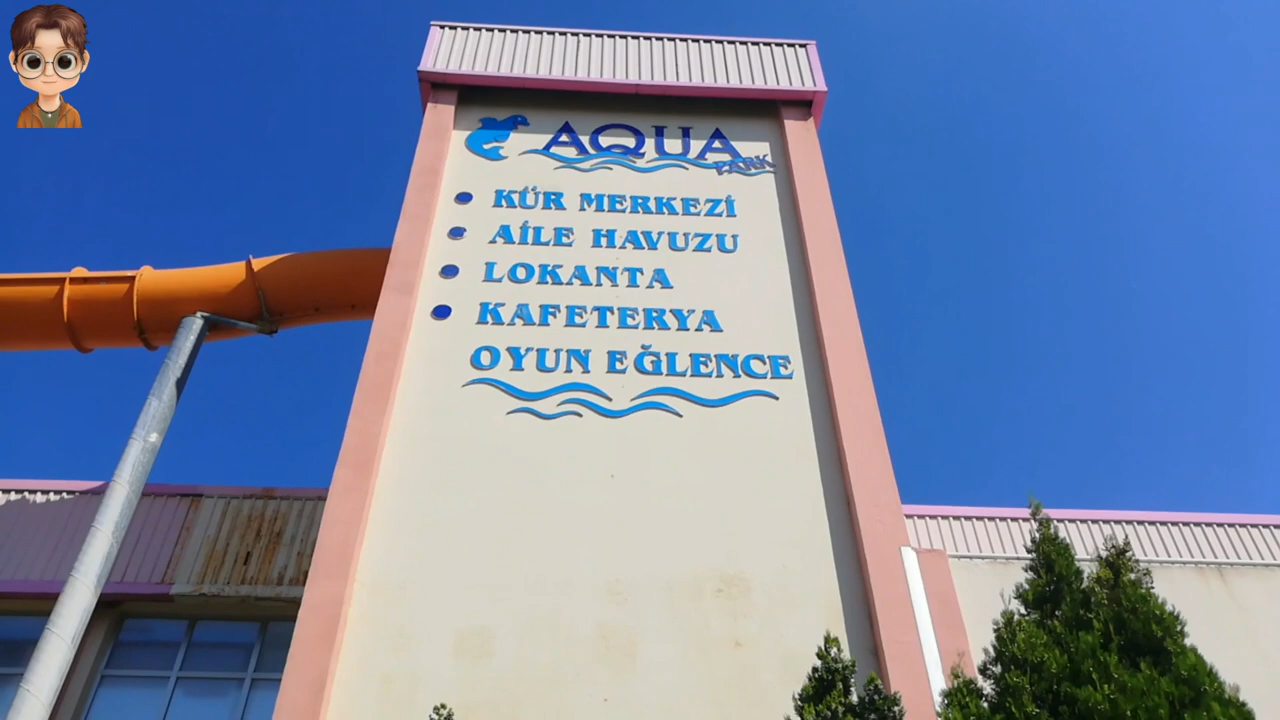 AQUA
PARK
KÜR MERKEZİ
AİLE HAVUZU
LOKANTA
KAFETERYA
OYUN EĞLENCE